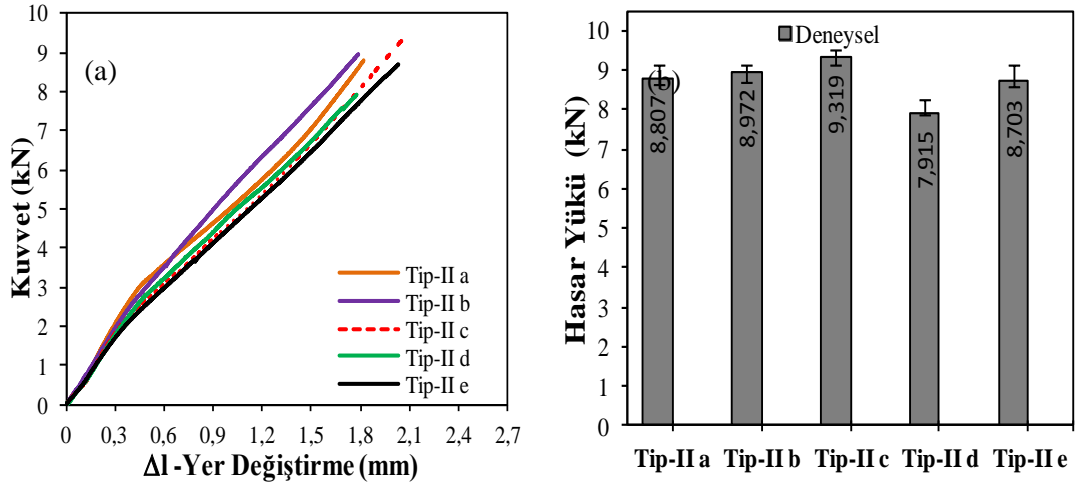 10
9
8
7
6
5
4
3
2
1
0
Kuvvet (kN)
(a)
Tip-II a
Tip-II b
Tip-II c
Tip-II d
Tip-II e
0 0,3 0,6 0,9 1,2 1,5 1,8 2,1 2,4 2,7
Δl -Yer Değiştirme (mm)
10
9
8
7
6
5
4
3
2
1
0
Hasar Yükü (kN)
Deneysel
(b)
8,807
8,972
9,319
7,915
8,703
Tip-II a Tip-II b Tip-II c Tip-II d Tip-II e